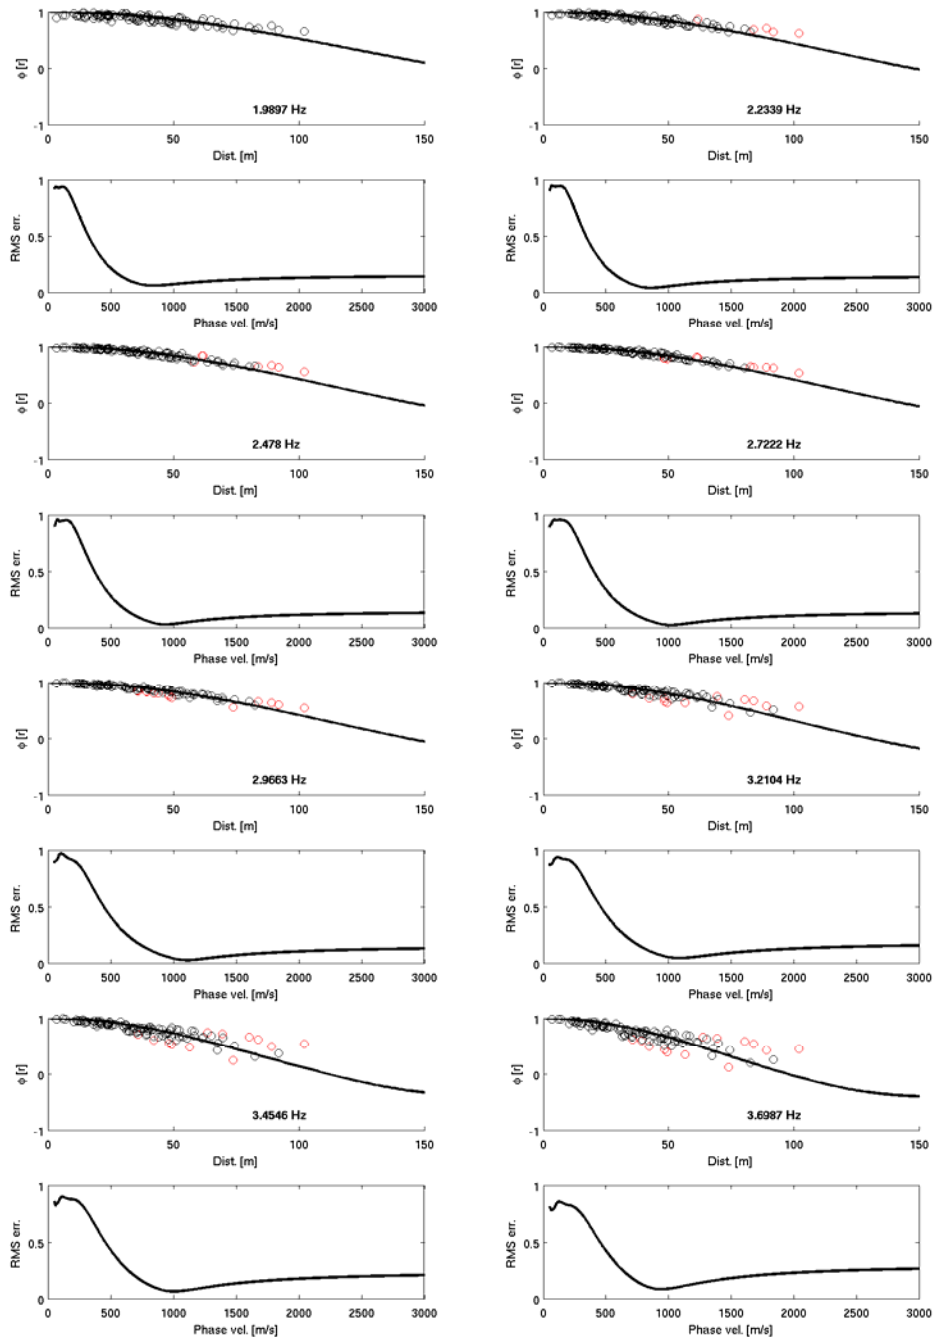 1
0
-1
φ [r]
1.9897 Hz
0 50 100 150
Dist. [m]
1
0
-1
φ [r]
2.2339 Hz
0 50 100 150
Dist. [m]
1
0.5
0
RMS err.
0 500 1000 1500 2000 2500 3000
Phase vel. [m/s]
1
0.5
0
RMS err.
0 500 1000 1500 2000 2500 3000
Phase vel. [m/s]
1
0
-1
φ [r]
2.478 Hz
0 50 100 150
Dist. [m]
1
0
-1
φ [r]
2.7222 Hz
0 50 100 150
Dist. [m]
1
0.5
0
RMS err.
0 500 1000 1500 2000 2500 3000
Phase vel. [m/s]
1
0.5
0
RMS err.
0 500 1000 1500 2000 2500 3000
Phase vel. [m/s]
1
0
-1
φ [r]
2.9663 Hz
0 50 100 150
Dist. [m]
1
0
-1
φ [r]
3.2104 Hz
0 50 100 150
Dist. [m]
1
0.5
0
RMS err.
0 500 1000 1500 2000 2500 3000
Phase vel. [m/s]
1
0.5
0
RMS err.
0 500 1000 1500 2000 2500 3000
Phase vel. [m/s]
1
0
-1
φ [r]
3.4546 Hz
0 50 100 150
Dist. [m]
1
0
-1
φ [r]
3.6987 Hz
0 50 100 150
Dist. [m]
1
0.5
0
RMS err.
0 500 1000 1500 2000 2500 3000
Phase vel. [m/s]
1
0.5
0
RMS err.
0 500 1000 1500 2000 2500 3000
Phase vel. [m/s]